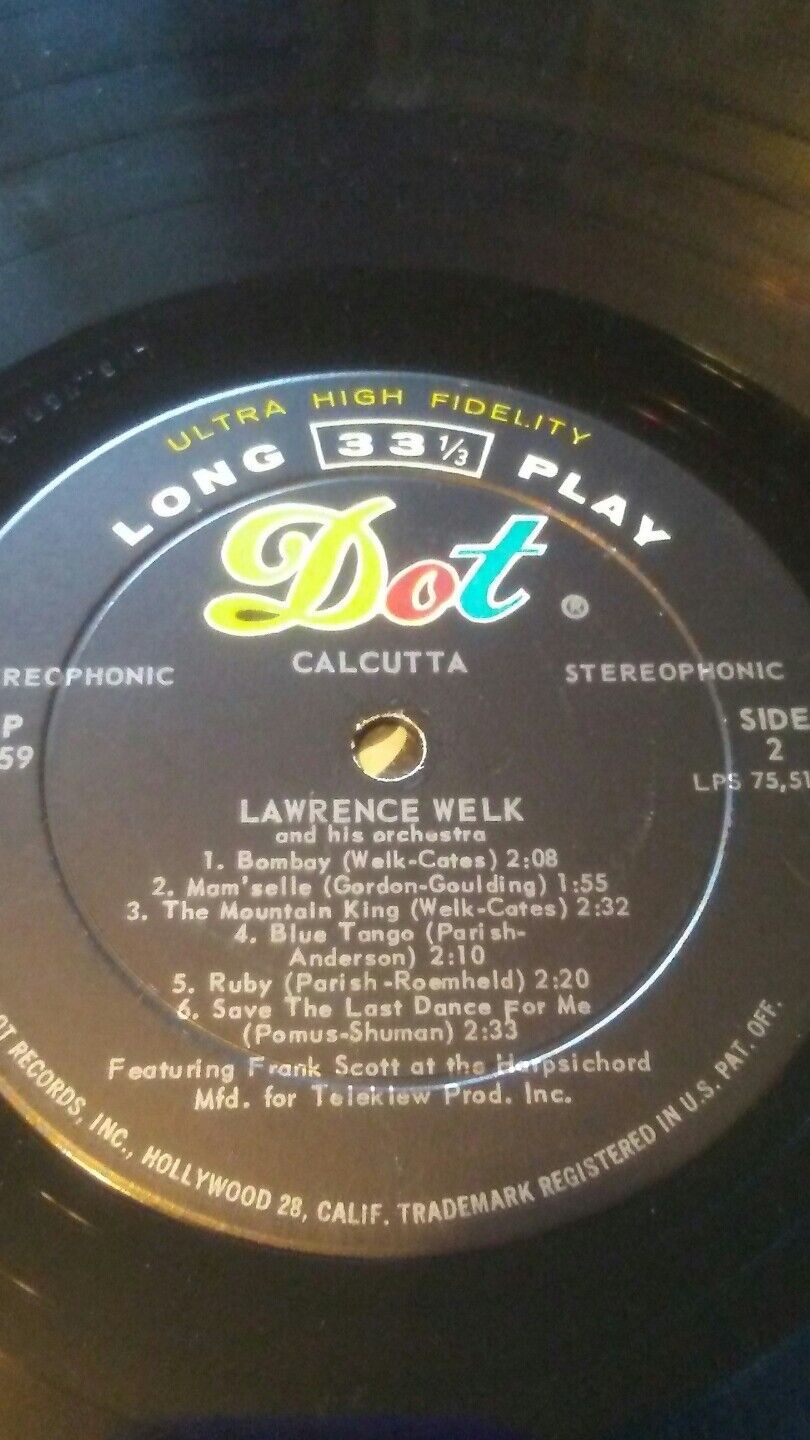 ULTRA HIGH FIDELITY
LONG 33 1/3 PLAY
Dot ®
CALCUTTA
REOPHONIC
STEREOPHONIC
P
59
SIDE
2
LPS 75,51
LAWRENCE WELK
and his orchestra
1. Bombay (Welk-Cates) 2:08
2. Mam'selle (Gordon-Goulding) 1:55
3. The Mountain King (Welk-Cates) 2:32
4. Blue Tango (Parish-
Anderson) 2:10
5. Ruby (Parish-Roemheld) 2:20
6. Save The Last Dance For Me
(Pomus-Shuman) 2:33
Featuring Frank Scott at the Harpsichord
Mfd. for Teleklew Prod. Inc.
OT RECORDS, INC., HOLLYWOOD 28, CALIF. TRADEMARK REGISTERED IN U.S. PAT. OFF.